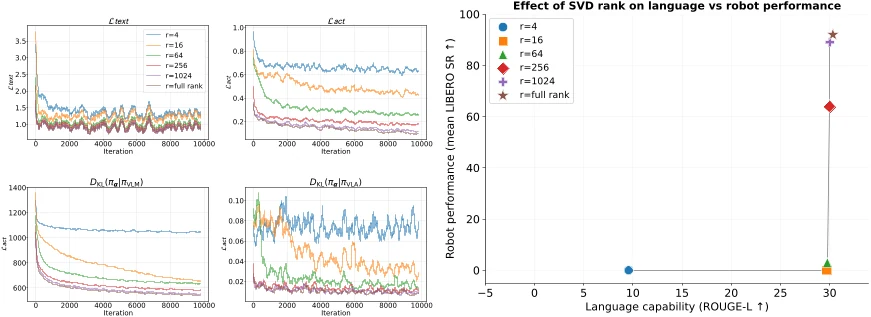 ℒtext
ℒtext
3.5
3.0
2.5
2.0
1.5
1.0
r=4
r=16
r=64
r=256
r=1024
r=full rank
0 2000 4000 6000 8000 10000
Iteration
ℒact
ℒact
1.0
0.8
0.6
0.4
0.2
0 2000 4000 6000 8000 10000
Iteration
D_KL(π_θ|π_VLM)
ℒact
1400
1200
1000
800
600
0 2000 4000 6000 8000 10000
Iteration
D_KL(π_θ|π_VLA)
ℒact
0.10
0.08
0.06
0.04
0.02
0 2000 4000 6000 8000 10000
Iteration
Effect of SVD rank on language vs robot performance
Robot performance (mean LIBERO SR ↑)
100
80
60
40
20
0
r=4
r=16
r=64
r=256
r=1024
r=full rank
−5 0 5 10 15 20 25 30
Language capability (ROUGE-L ↑)